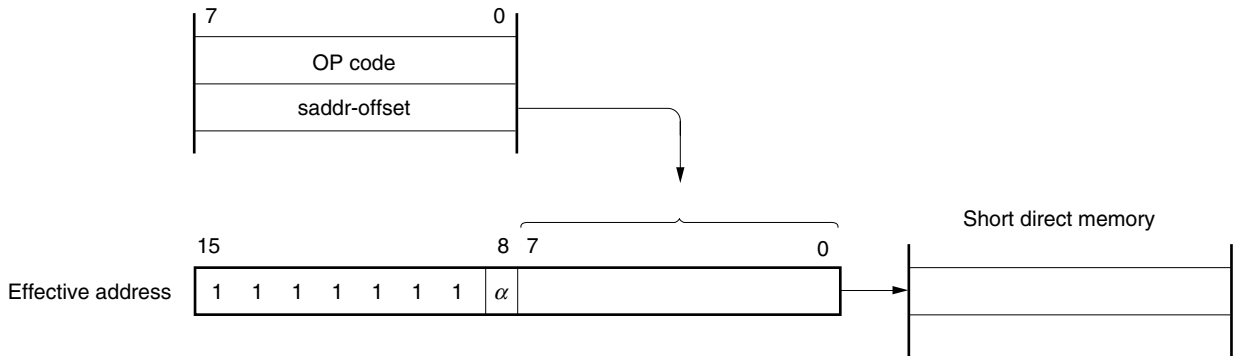 7 0
OP code
saddr-offset
Short direct memory
15 8 7 0
Effective address 1 1 1 1 1 1 1 α